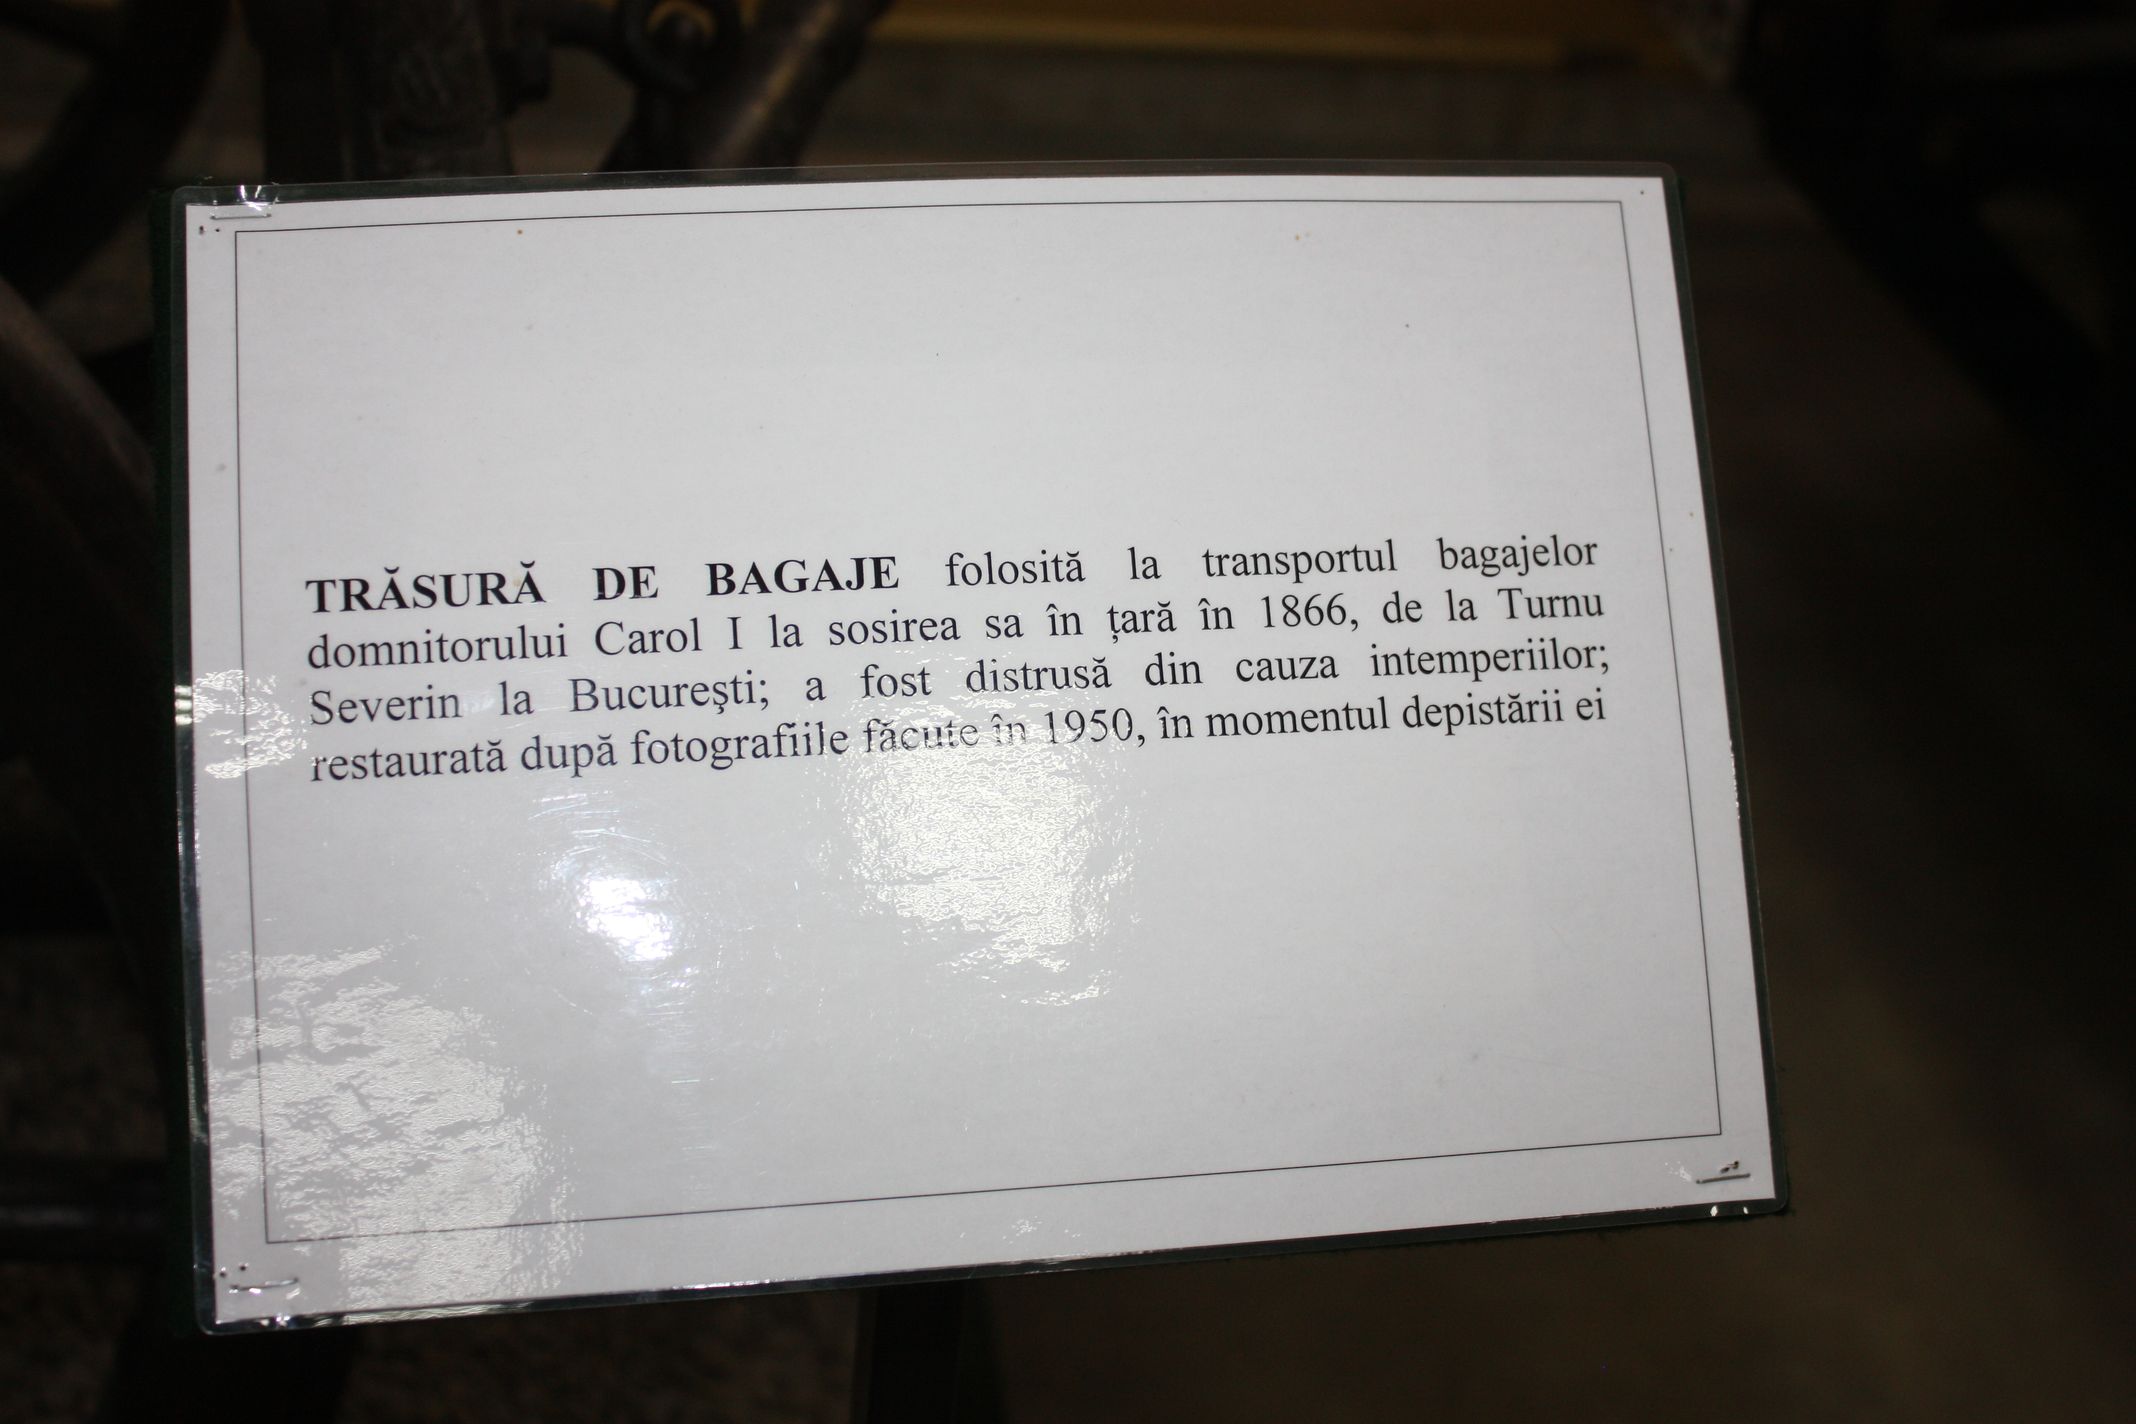 TRĂSURĂ DE BAGAJE folosită la transportul bagajelor
domnitorului Carol I la sosirea sa în țară în 1866, de la Turnu
Severin la Bucureşti; a fost distrusă din cauza intemperiilor;
restaurată după fotografiile făcute în 1950, în momentul depistării ei